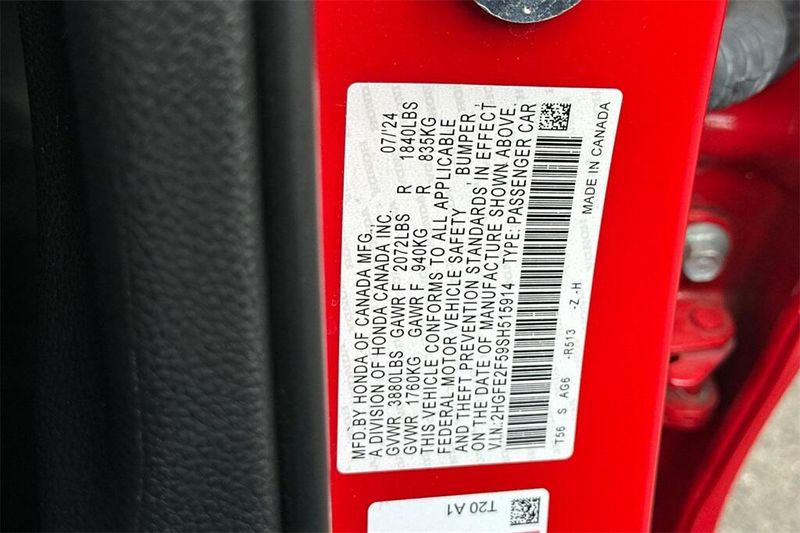 MFD.BY HONDA OF CANADA MFG.,
A DIVISION OF HONDA CANADA INC. 07/'24
GVWR 3880LBS GAWR F 2072LBS R 1840LBS
GVWR 1760KG GAWR F 940KG R 835KG
THIS VEHICLE CONFORMS TO ALL APPLICABLE
FEDERAL MOTOR VEHICLE SAFETY , BUMPER ,
AND THEFT PREVENTION STANDARDS IN EFFECT
ON THE DATE OF MANUFACTURE SHOWN ABOVE.
V.I.N.:2HGFE2F59SH515914 TYPE: PASSENGER CAR
T56 S AG6 -R513 -Z -H MADE IN CANADA
T20 A1